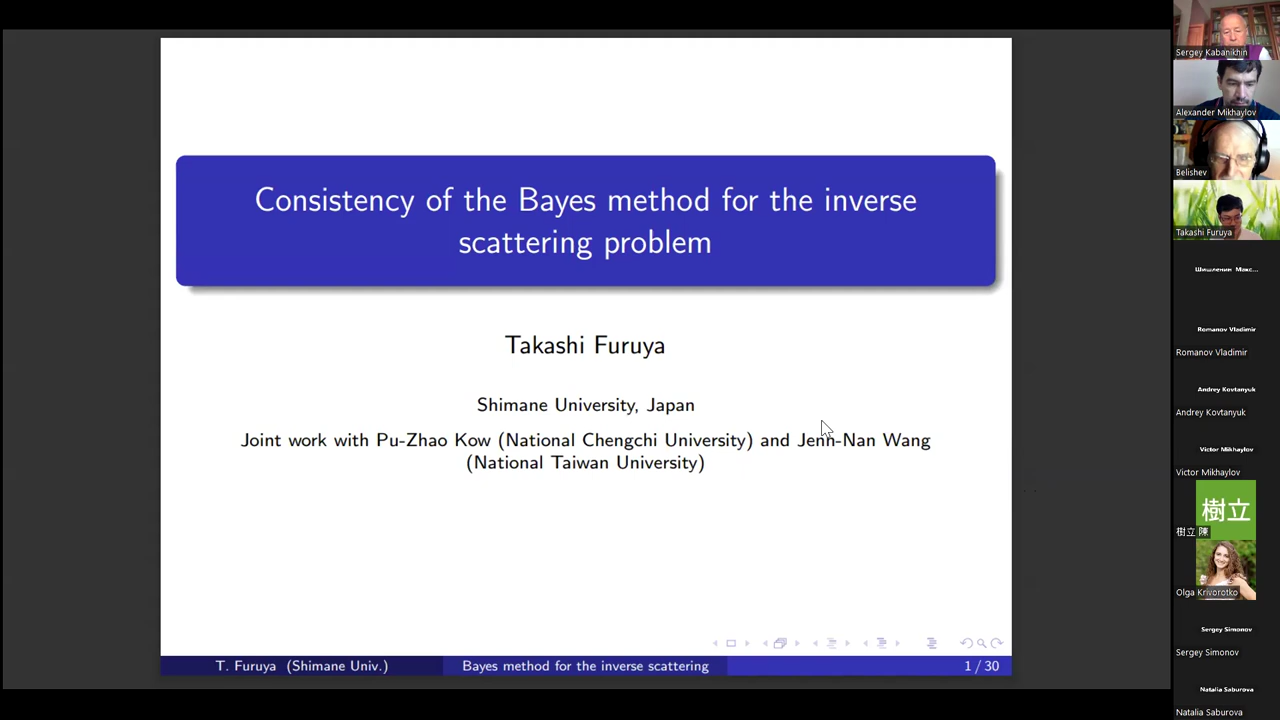 Consistency of the Bayes method for the inverse
scattering problem
Takashi Furuya
Shimane University, Japan
Joint work with Pu-Zhao Kow (National Chengchi University) and Jenn-Nan Wang
(National Taiwan University)
T. Furuya (Shimane Univ.)
Bayes method for the inverse scattering
1 / 30
Sergey Kabanikhin
Alexander Mikhaylov
Belishev
Takashi Furuya
Шишленин Макс...
Romanov Vladimir
Romanov Vladimir
Andrey Kovtanyuk
Andrey Kovtanyuk
Victor Mikhaylov
Victor Mikhaylov
樹立
樹立 陳
Olga Krivorotko
Sergey Simonov
Sergey Simonov
Natalia Saburova
Natalia Saburova